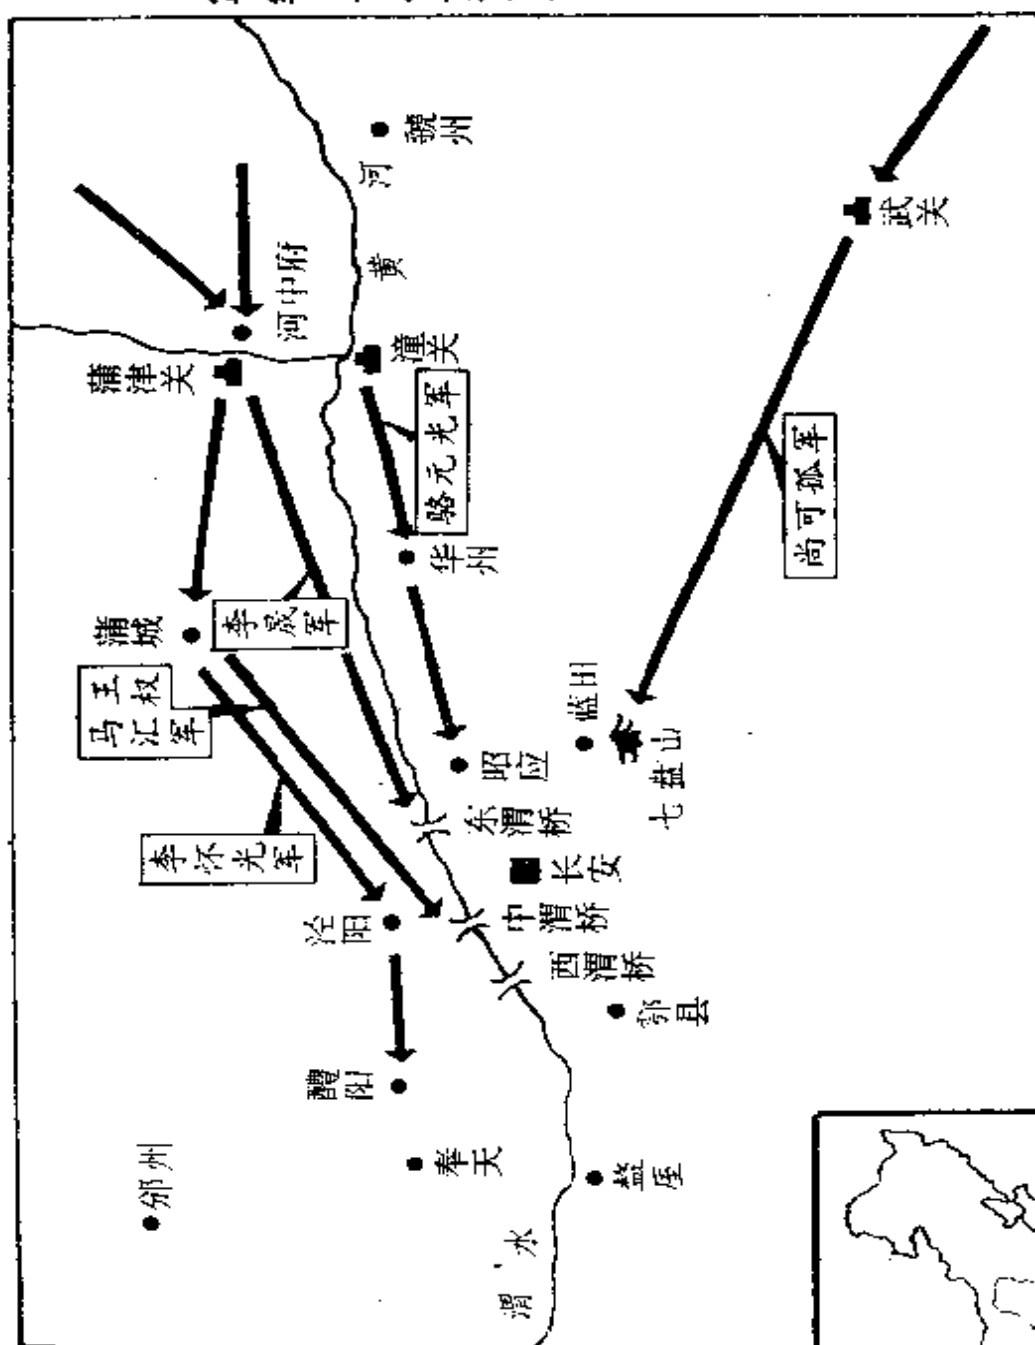 虢州
河
黄
武关
河中府
蒲津关
潼关
骆元光军
尚可孤军
华州
蒲城
李晟军
王权
马汇军
蓝田
七盘山
昭应
东渭桥
李怀光军
长安
泾阳
中渭桥
西渭桥
鄠县
醴阳
奉天
邠州
盩厔
渭水